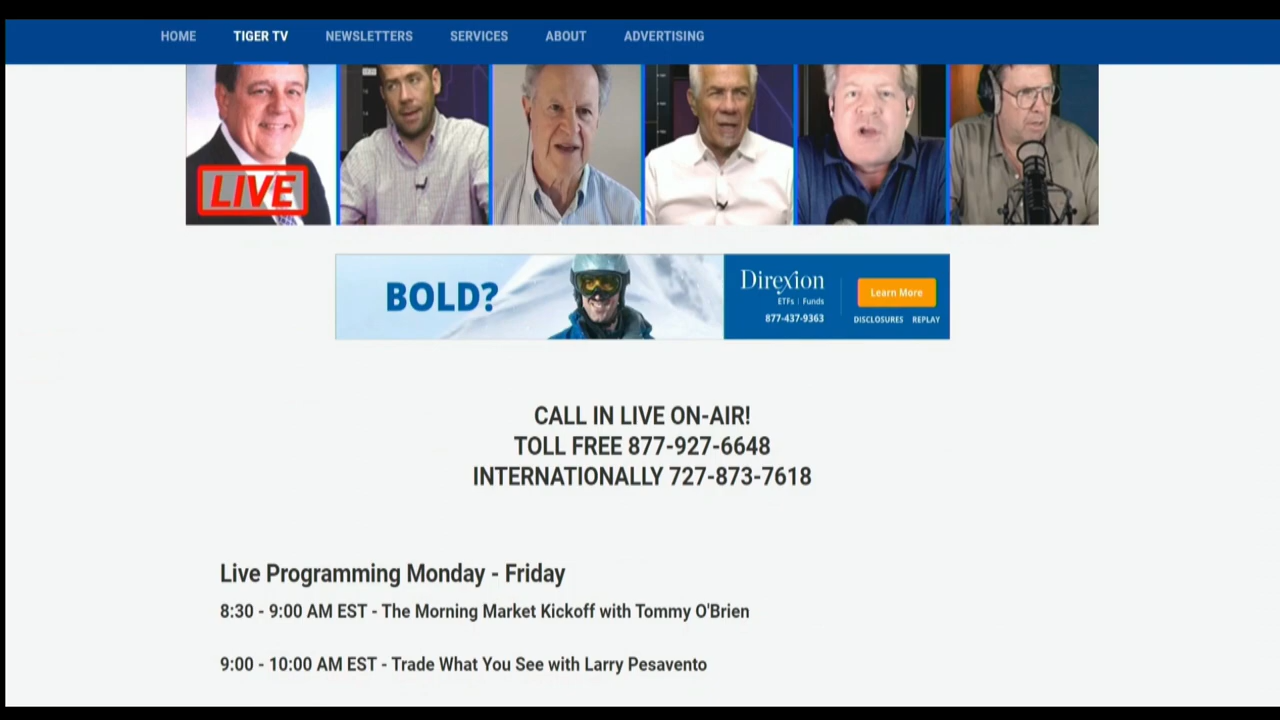 HOME TIGER TV NEWSLETTERS SERVICES ABOUT ADVERTISING
LIVE
BOLD?
Direxion
ETFs | Funds
877-437-9363
Learn More
DISCLOSURES REPLAY
CALL IN LIVE ON-AIR!
TOLL FREE 877-927-6648
INTERNATIONALLY 727-873-7618
Live Programming Monday - Friday
8:30 - 9:00 AM EST - The Morning Market Kickoff with Tommy O'Brien
9:00 - 10:00 AM EST - Trade What You See with Larry Pesavento